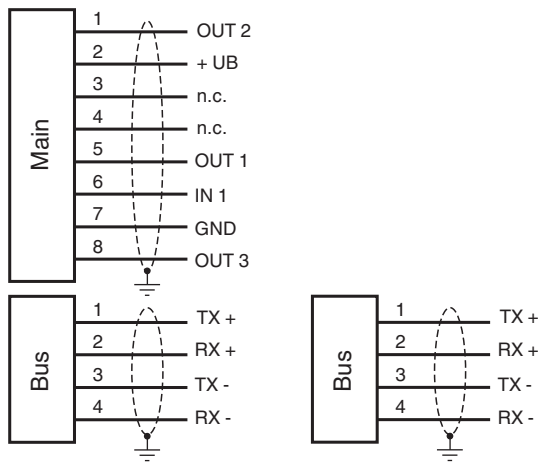 Main
1 OUT 2
2 + UB
3 n.c.
4 n.c.
5 OUT 1
6 IN 1
7 GND
8 OUT 3
Bus
1 TX +
2 RX +
3 TX -
4 RX -
Bus
1 TX +
2 RX +
3 TX -
4 RX -